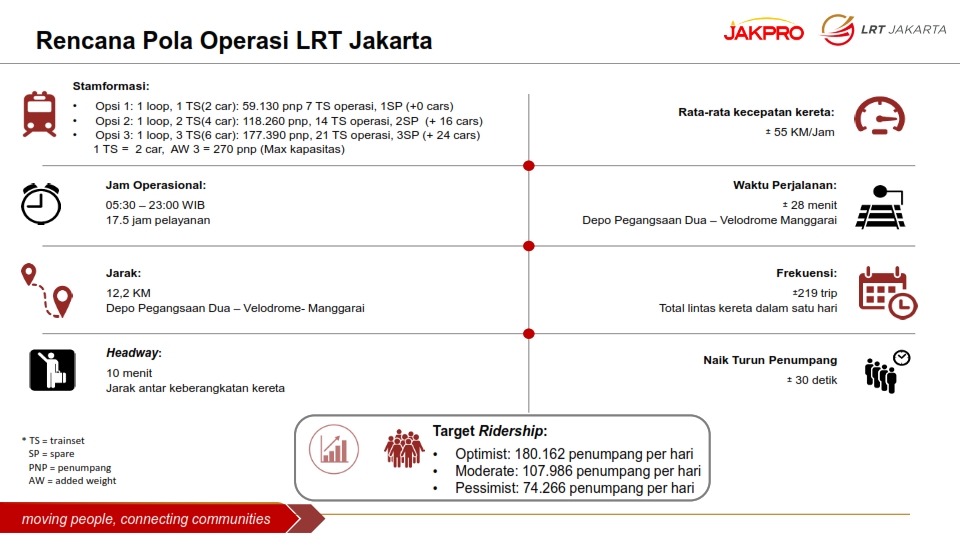 Rencana Pola Operasi LRT Jakarta
JAKPRO
LRT JAKARTA
Stamformasi:
• Opsi 1: 1 loop, 1 TS(2 car): 59.130 pnp 7 TS operasi, 1SP (+0 cars)
• Opsi 2: 1 loop, 2 TS(4 car): 118.260 pnp, 14 TS operasi, 2SP (+ 16 cars)
• Opsi 3: 1 loop, 3 TS(6 car): 177.390 pnp, 21 TS operasi, 3SP (+ 24 cars)
1 TS = 2 car, AW 3 = 270 pnp (Max kapasitas)
Rata-rata kecepatan kereta:
± 55 KM/Jam
Jam Operasional:
05:30 – 23:00 WIB
17.5 jam pelayanan
Waktu Perjalanan:
± 28 menit
Depo Pegangsaan Dua – Velodrome Manggarai
Jarak:
12,2 KM
Depo Pegangsaan Dua – Velodrome- Manggarai
Frekuensi:
±219 trip
Total lintas kereta dalam satu hari
Headway:
10 menit
Jarak antar keberangkatan kereta
Naik Turun Penumpang
± 30 detik
* TS = trainset
SP = spare
PNP = penumpang
AW = added weight
Target Ridership:
• Optimist: 180.162 penumpang per hari
• Moderate: 107.986 penumpang per hari
• Pessimist: 74.266 penumpang per hari
moving people, connecting communities